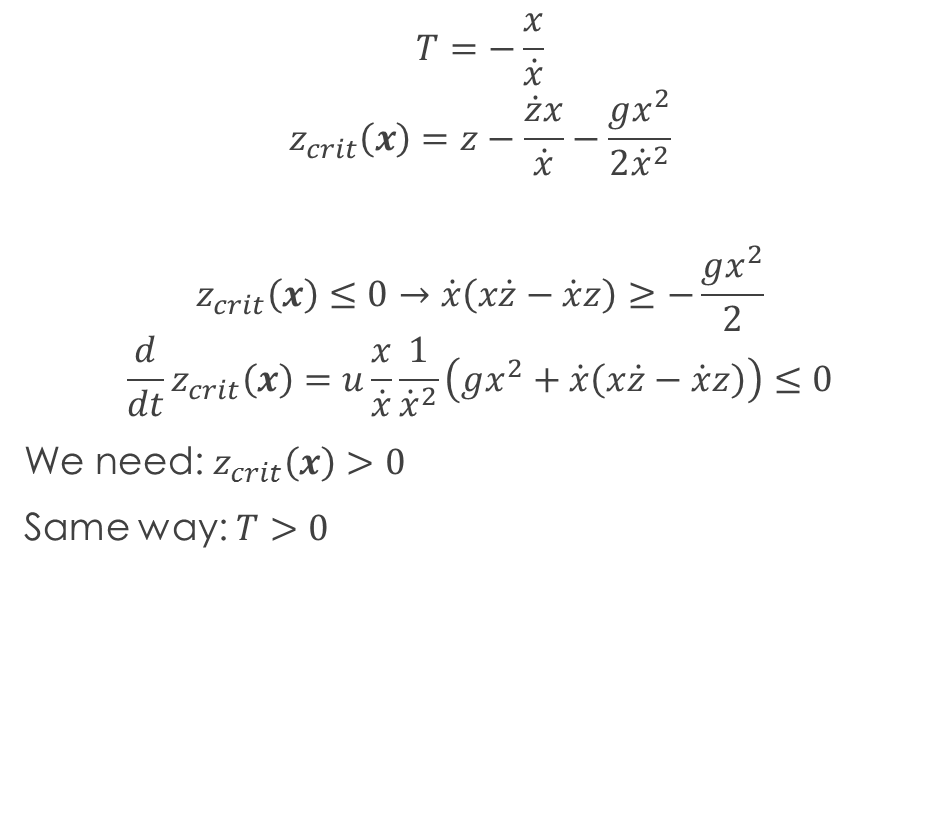 T = −x/ẋ
z_crit(𝒙) = z − żx/ẋ − gx²/2ẋ²
z_crit(𝒙) ≤ 0 → ẋ(xż − ẋz) ≥ −gx²/2
d/dt z_crit(𝒙) = u x/ẋ 1/ẋ² (gx² + ẋ(xż − ẋz)) ≤ 0
We need: z_crit(𝒙) > 0
Same way: T > 0